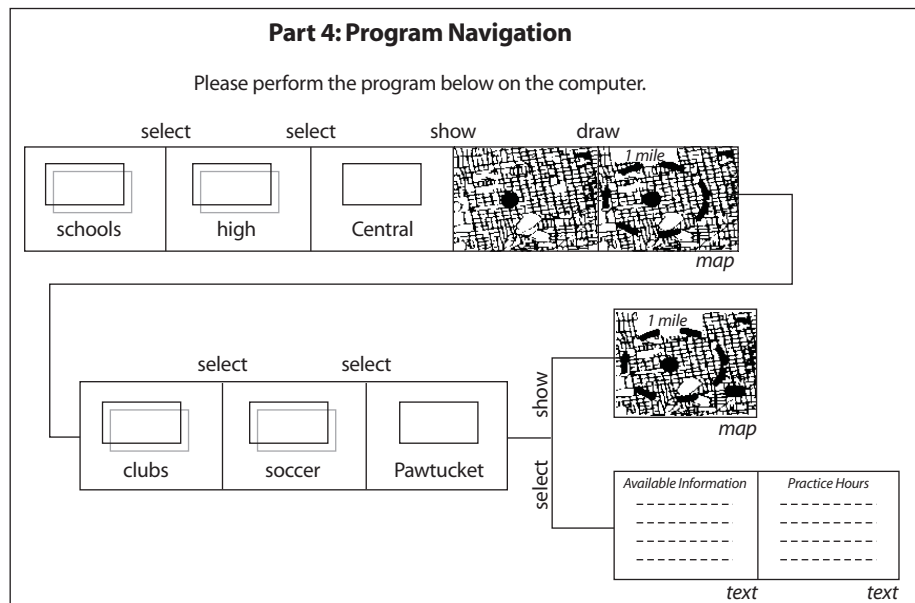 Part 4: Program Navigation
Please perform the program below on the computer.
select select show draw
1 mile
schools high Central
map
1 mile
select select
show
map
clubs soccer Pawtucket
select
Available Information Practice Hours
text text